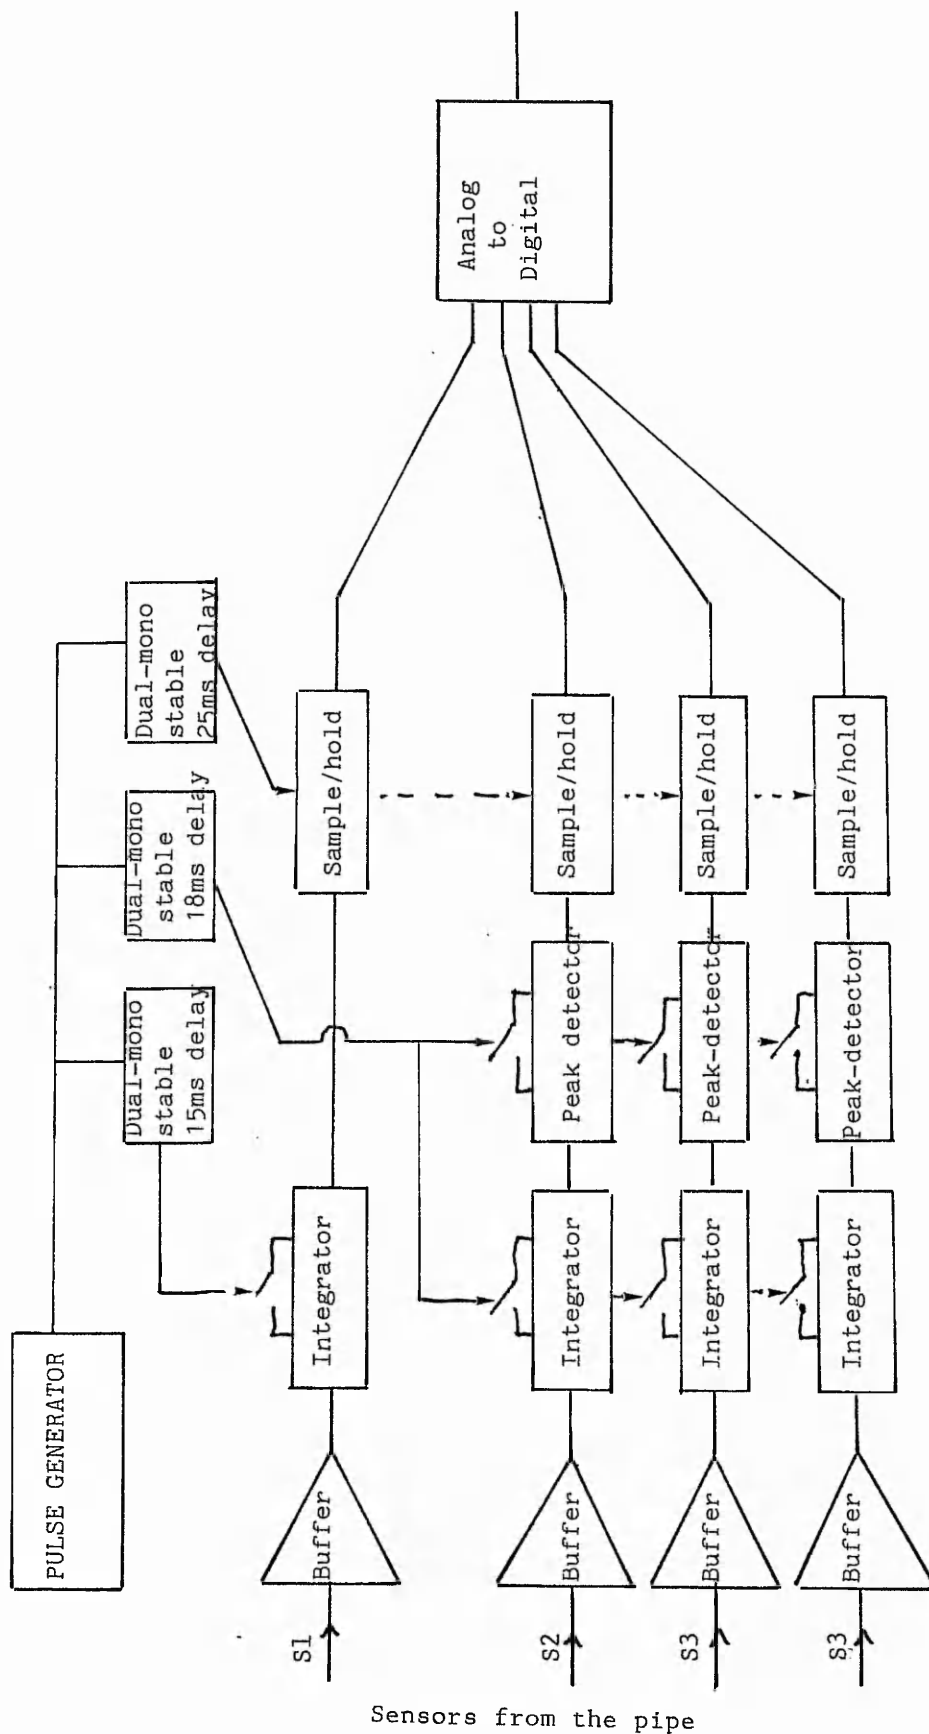 PULSE GENERATOR
Dual-mono
stable
15ms delay
Dual-mono
stable
18ms delay
Dual-mono
stable
25ms delay
S1
Buffer
Integrator
Sample/hold
S2
Buffer
Integrator
Peak detector
Sample/hold
S3
Buffer
Integrator
Peak-detector
Sample/hold
S3
Buffer
Integrator
Peak-detector
Sample/hold
Analog
to
Digital
Sensors from the pipe